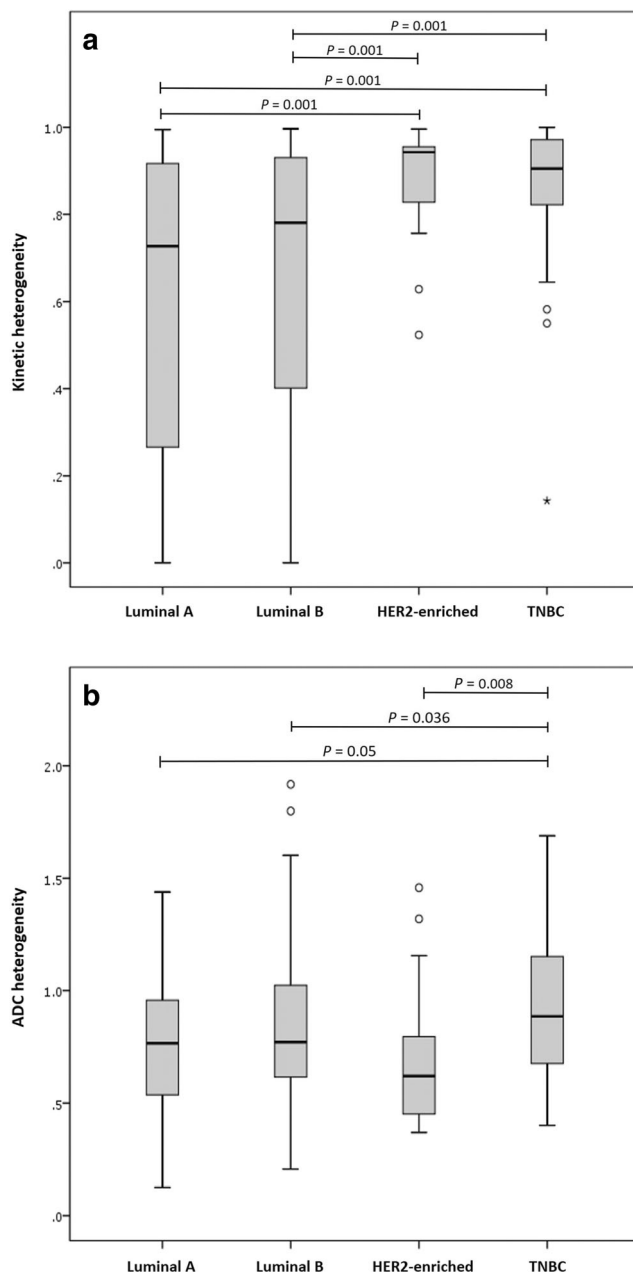 a
P = 0.001
P = 0.001
P = 0.001
P = 0.001
Kinetic heterogeneity
1.0
.8
.6
.4
.2
.0
Luminal A Luminal B HER2-enriched TNBC
b
P = 0.008
P = 0.036
P = 0.05
ADC heterogeneity
2.0
1.5
1.0
.5
.0
Luminal A Luminal B HER2-enriched TNBC